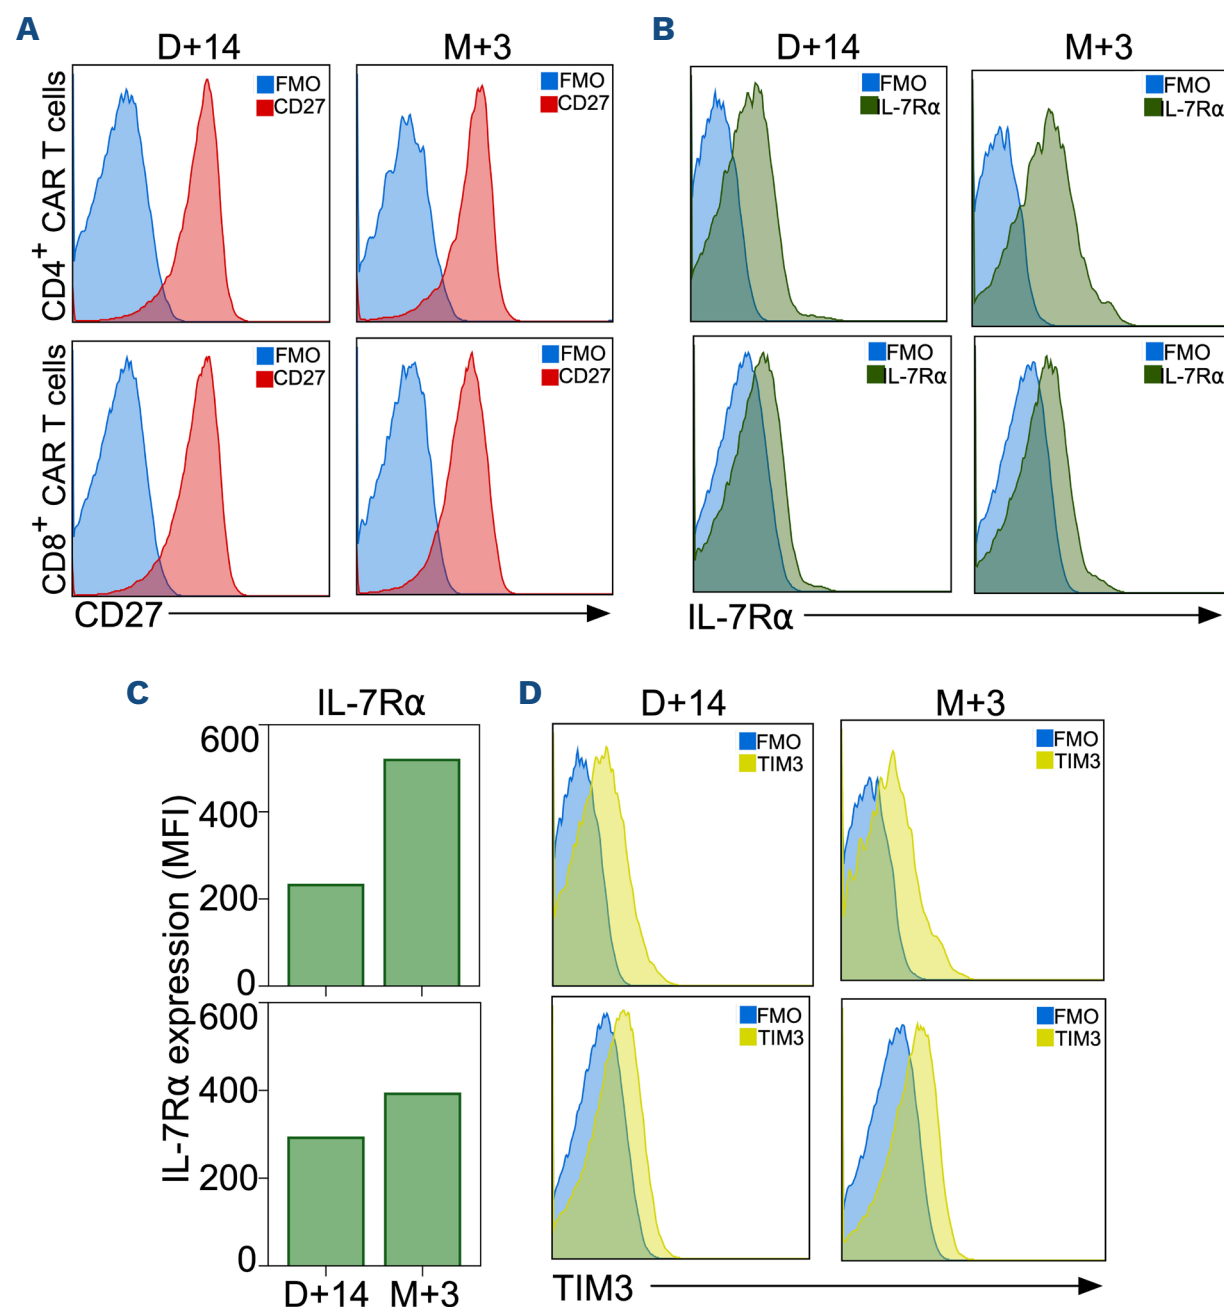 A
D+14
M+3
CD4+ CAR T cells
FMO
CD27
FMO
CD27
CD8+ CAR T cells
FMO
CD27
FMO
CD27
CD27
B
D+14
M+3
FMO
IL-7Rα
FMO
IL-7Rα
FMO
IL-7Rα
FMO
IL-7Rα
IL-7Rα
C
IL-7Rα
IL-7Rα expression (MFI)
600
400
200
0
600
400
200
0
D+14 M+3
D
D+14
M+3
FMO
TIM3
FMO
TIM3
FMO
TIM3
FMO
TIM3
TIM3